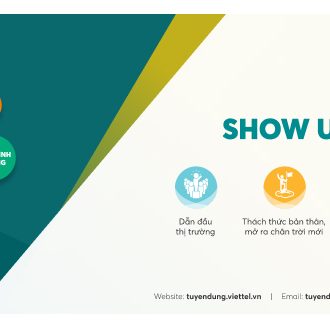 SHOW U
Dẫn đầu
thị trường
Thách thức bản thân,
mở ra chân trời mới
Website: tuyendung.viettel.vn | Email: tuyend